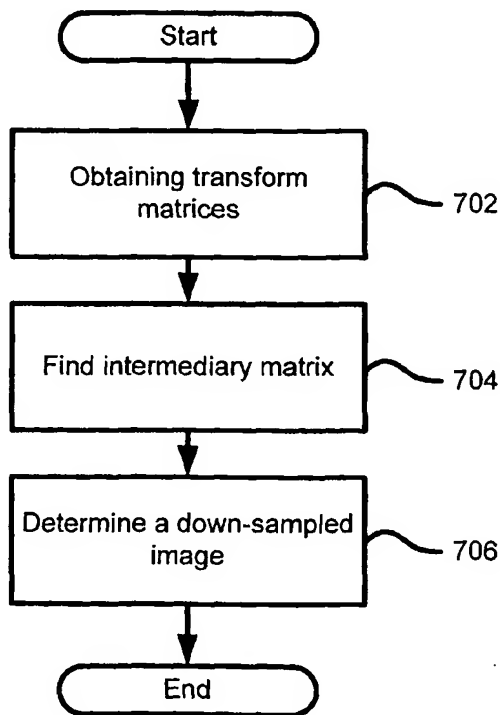 Start
Obtaining transform
matrices
702
Find intermediary matrix
704
Determine a down-sampled
image
706
End